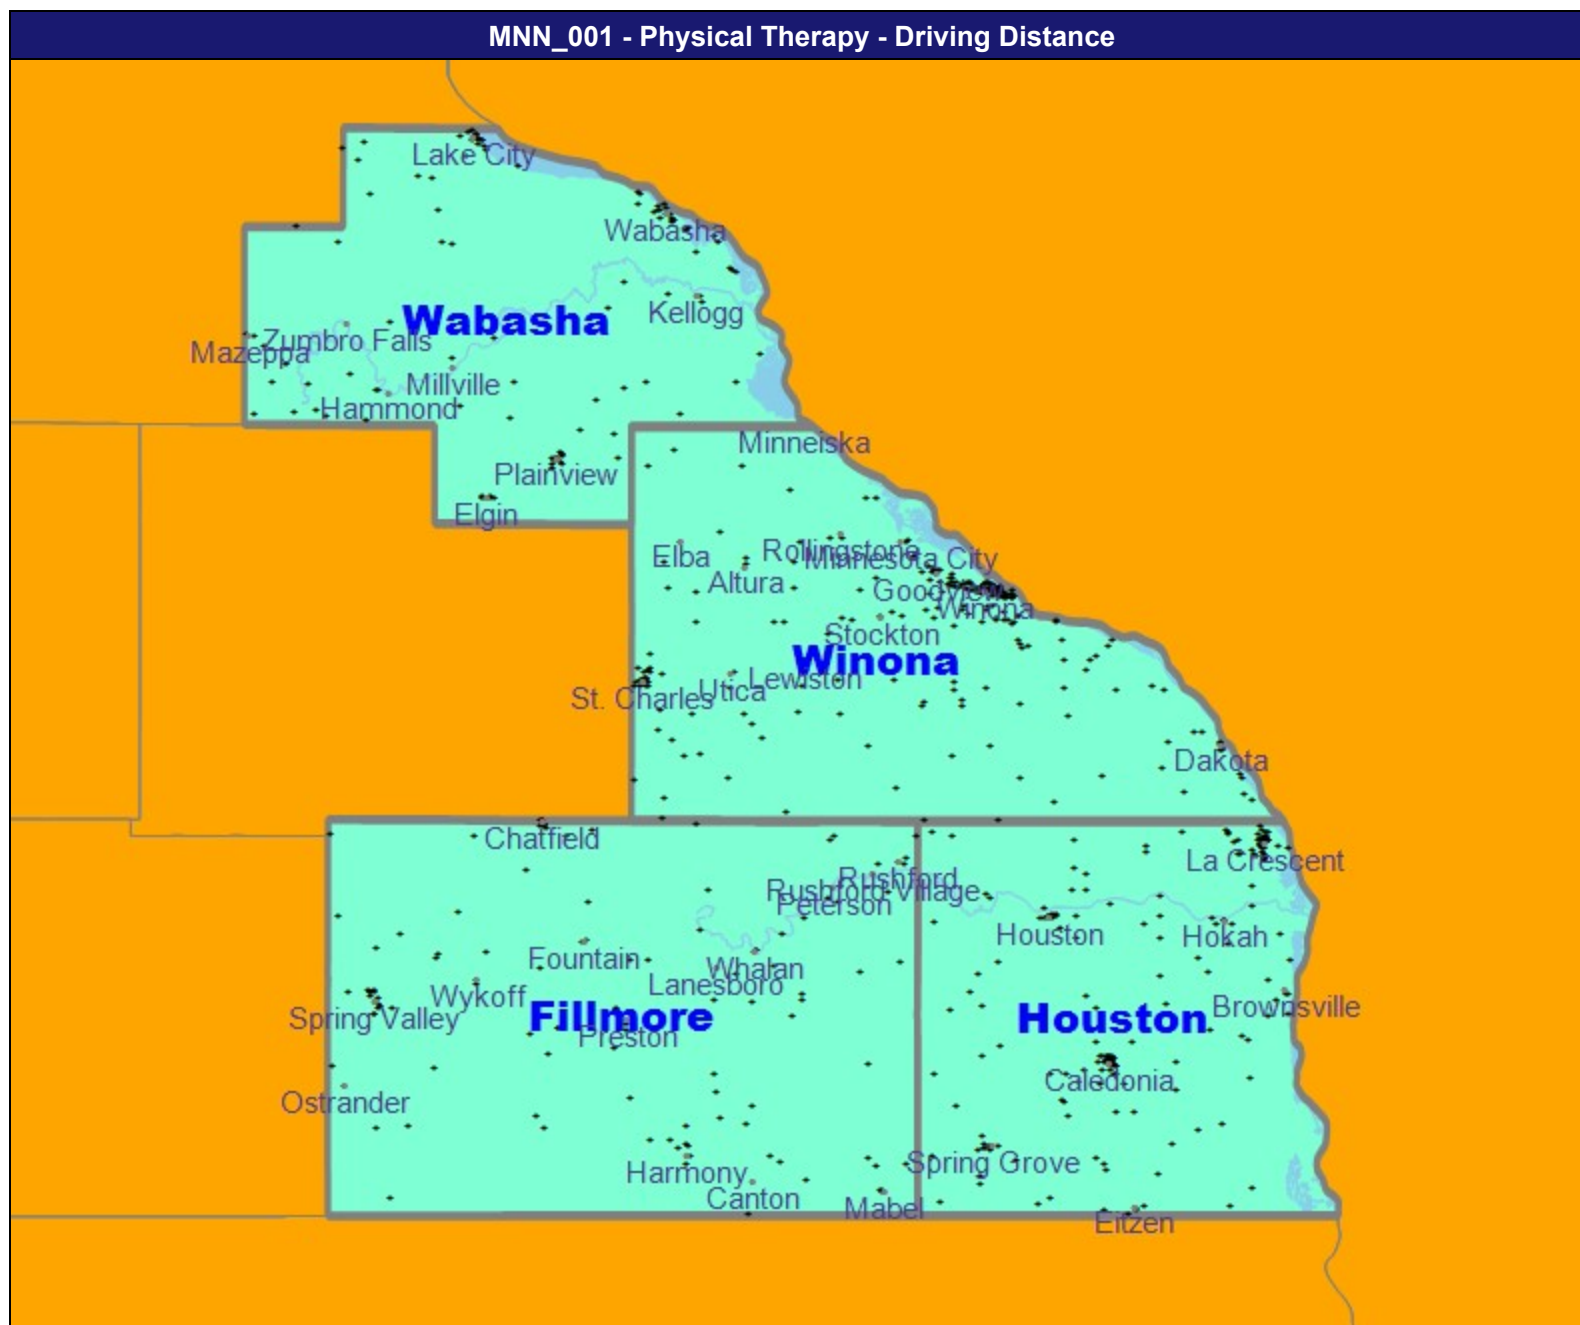 MNN_001 - Physical Therapy - Driving Distance
Lake City
Wabasha
Kellogg
Wabasha
Zumbro Falls
Mazeppa
Millville
Hammond
Minneiska
Plainview
Elgin
Rollingstone
Elba
Minnesota City
Altura
Goodview
Winona
Stockton
Winona
Lewiston
Utica
St. Charles
Dakota
Chatfield
La Crescent
Rushford
Rushford Village
Peterson
Houston
Hokah
Fountain
Whalan
Lanesboro
Wykoff
Brownsville
Spring Valley
Fillmore
Houston
Preston
Caledonia
Ostrander
Spring Grove
Harmony
Canton
Mabel
Eitzen